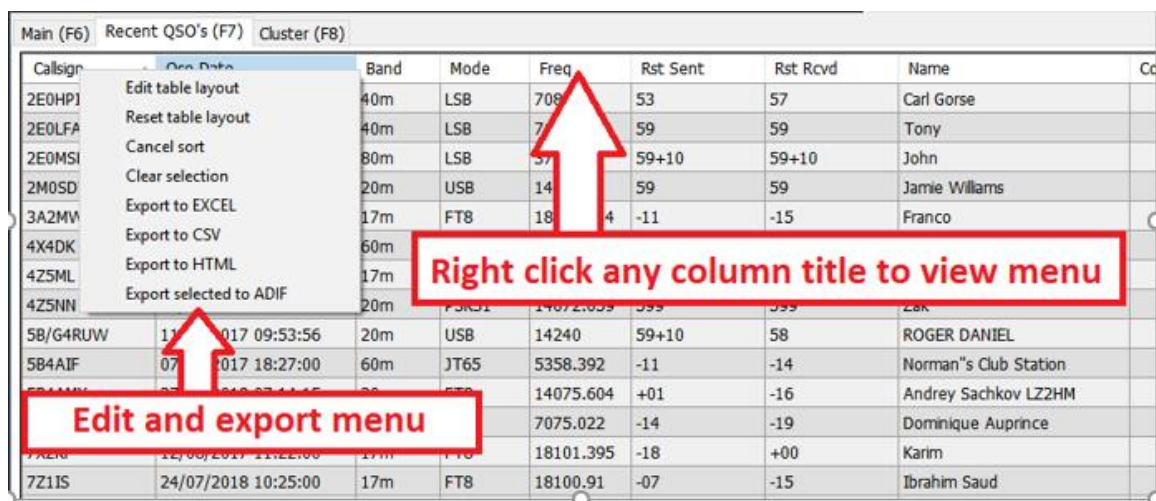 Main (F6) Recent QSO's (F7) Cluster (F8)
Callsign Qso Date Band Mode Freq Rst Sent Rst Rcvd Name
Edit table layout
Reset table layout
Cancel sort
Clear selection
Export to EXCEL
Export to CSV
Export to HTML
Export selected to ADIF
40m LSB 53 57 Carl Gorse
40m LSB 59 59 Tony
80m LSB 59+10 59+10 John
20m USB 59 59 Jamie Williams
17m FT8 -11 -15 Franco
4X4DK 60m
4Z5ML 17m
Right click any column title to view menu
4Z5NN 20m
5B/G4RUW 09:53:56 20m USB 14240 59+10 58 ROGER DANIEL
5B4AIF 18:27:00 60m JT65 5358.392 -11 -14 Norman"s Club Station
14075.604 +01 -16 Andrey Sachkov LZ2HM
Edit and export menu
7075.022 -14 -19 Dominique Auprince
18101.395 -18 +00 Karim
7Z1IS 24/07/2018 10:25:00 17m FT8 18100.91 -07 -15 Ibrahim Saud